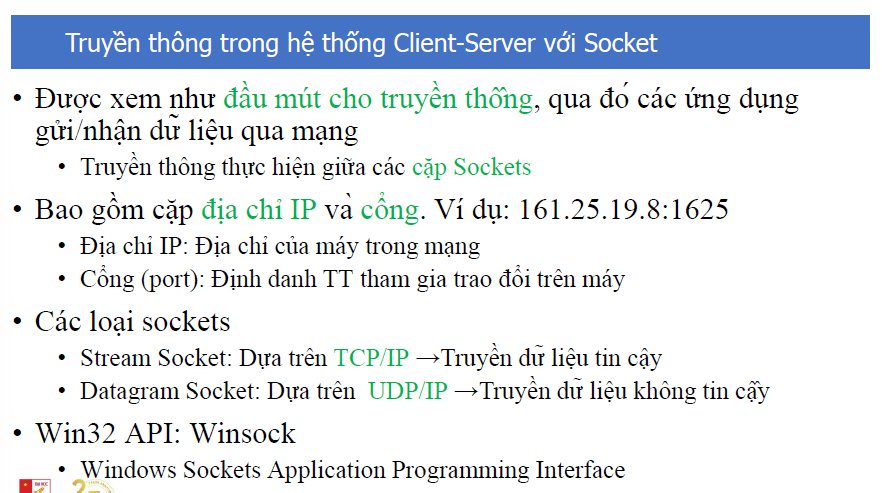 Truyền thông trong hệ thống Client-Server với Socket
• Được xem như đầu mút cho truyền thông, qua đó các ứng dụng
gửi/nhận dữ liệu qua mạng
• Truyền thông thực hiện giữa các cặp Sockets
• Bao gồm cặp địa chỉ IP và cổng. Ví dụ: 161.25.19.8:1625
• Địa chỉ IP: Địa chỉ của máy trong mạng
• Cổng (port): Định danh TT tham gia trao đổi trên máy
• Các loại sockets
• Stream Socket: Dựa trên TCP/IP →Truyền dữ liệu tin cậy
• Datagram Socket: Dựa trên UDP/IP →Truyền dữ liệu không tin cấy
• Win32 API: Winsock
• Windows Sockets Application Programming Interface